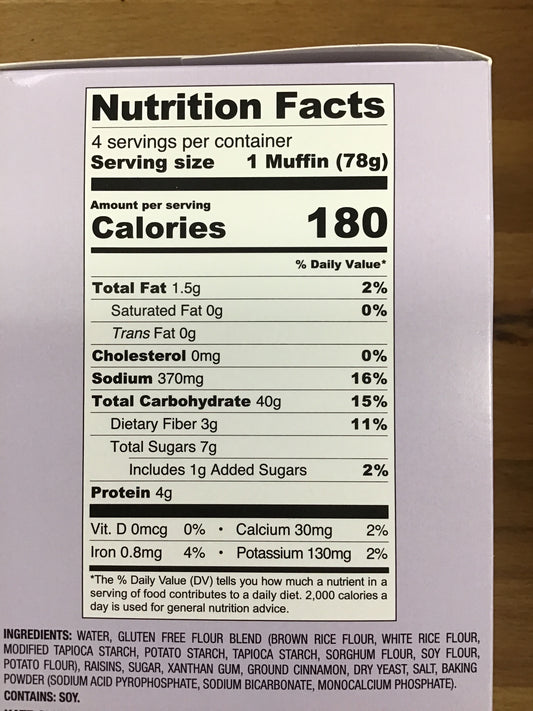 Nutrition Facts
4 servings per container
Serving size 1 Muffin (78g)
Amount per serving
Calories 180
% Daily Value*
Total Fat 1.5g 2%
Saturated Fat 0g 0%
Trans Fat 0g
Cholesterol 0mg 0%
Sodium 370mg 16%
Total Carbohydrate 40g 15%
Dietary Fiber 3g 11%
Total Sugars 7g
Includes 1g Added Sugars 2%
Protein 4g
Vit. D 0mcg 0% • Calcium 30mg 2%
Iron 0.8mg 4% • Potassium 130mg 2%
*The % Daily Value (DV) tells you how much a nutrient in a
serving of food contributes to a daily diet. 2,000 calories a
day is used for general nutrition advice.
INGREDIENTS: WATER, GLUTEN FREE FLOUR BLEND (BROWN RICE FLOUR, WHITE RICE FLOUR,
MODIFIED TAPIOCA STARCH, POTATO STARCH, TAPIOCA STARCH, SORGHUM FLOUR, SOY FLOUR,
POTATO FLOUR), RAISINS, SUGAR, XANTHAN GUM, GROUND CINNAMON, DRY YEAST, SALT, BAKING
POWDER (SODIUM ACID PYROPHOSPHATE, SODIUM BICARBONATE, MONOCALCIUM PHOSPHATE).
CONTAINS: SOY.